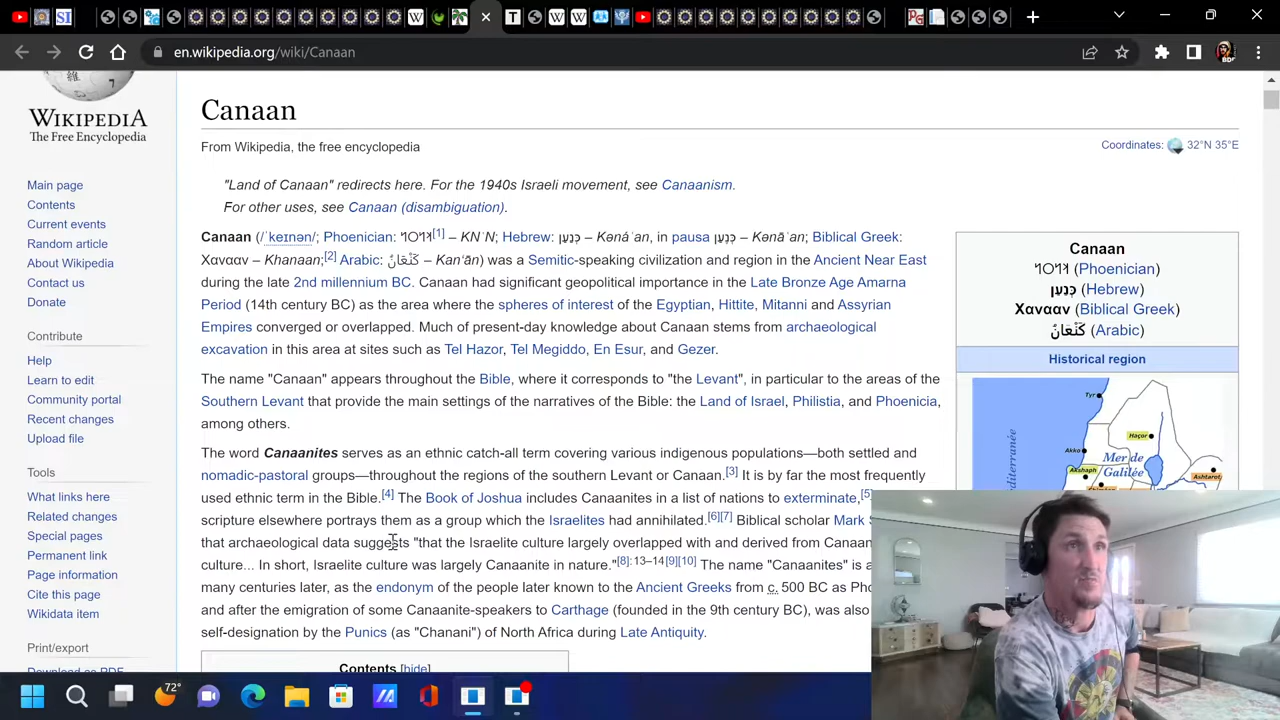 en.wikipedia.org/wiki/Canaan
WIKIPEDIA
The Free Encyclopedia
Main page
Contents
Current events
Random article
About Wikipedia
Contact us
Donate
Contribute
Help
Learn to edit
Community portal
Recent changes
Upload file
Tools
What links here
Related changes
Special pages
Permanent link
Page information
Cite this page
Wikidata item
Print/export
Download as PDF
Canaan
From Wikipedia, the free encyclopedia
Coordinates: 32°N 35°E
"Land of Canaan" redirects here. For the 1940s Israeli movement, see Canaanism.
For other uses, see Canaan (disambiguation).
Canaan (/ˈkeɪnən/; Phoenician: 𐤊𐤍𐤏𐤍[1] – KNʿN; Hebrew: כְּנַעַן – Kənáʿan, in pausa כְּנָעַן – Kənāʿan; Biblical Greek:
Χανααν – Khanaan;[2] Arabic: كَنْعَانُ – Kan'ān) was a Semitic-speaking civilization and region in the Ancient Near East
during the late 2nd millennium BC. Canaan had significant geopolitical importance in the Late Bronze Age Amarna
Period (14th century BC) as the area where the spheres of interest of the Egyptian, Hittite, Mitanni and Assyrian
Empires converged or overlapped. Much of present-day knowledge about Canaan stems from archaeological
excavation in this area at sites such as Tel Hazor, Tel Megiddo, En Esur, and Gezer.
The name "Canaan" appears throughout the Bible, where it corresponds to "the Levant", in particular to the areas of the
Southern Levant that provide the main settings of the narratives of the Bible: the Land of Israel, Philistia, and Phoenicia,
among others.
The word Canaanites serves as an ethnic catch-all term covering various indigenous populations—both settled and
nomadic-pastoral groups—throughout the regions of the southern Levant or Canaan.[3] It is by far the most frequently
used ethnic term in the Bible.[4] The Book of Joshua includes Canaanites in a list of nations to exterminate,[5]
scripture elsewhere portrays them as a group which the Israelites had annihilated.[6][7] Biblical scholar Mark S
that archaeological data suggests "that the Israelite culture largely overlapped with and derived from Canaan
culture... In short, Israelite culture was largely Canaanite in nature."[8]:13–14[9][10] The name "Canaanites" is a
many centuries later, as the endonym of the people later known to the Ancient Greeks from c. 500 BC as Pho
and after the emigration of some Canaanite-speakers to Carthage (founded in the 9th century BC), was also
self-designation by the Punics (as "Chanani") of North Africa during Late Antiquity.
Contents [hide]
Canaan
𐤊𐤍𐤏𐤍 (Phoenician)
כְּנַעַן (Hebrew)
Χανααν (Biblical Greek)
كَنْعَانُ (Arabic)
Historical region
Tyr
Haçor
Akko
Mer de
Galilée
Akshaph
Ashtarot
Méditerranée
72°